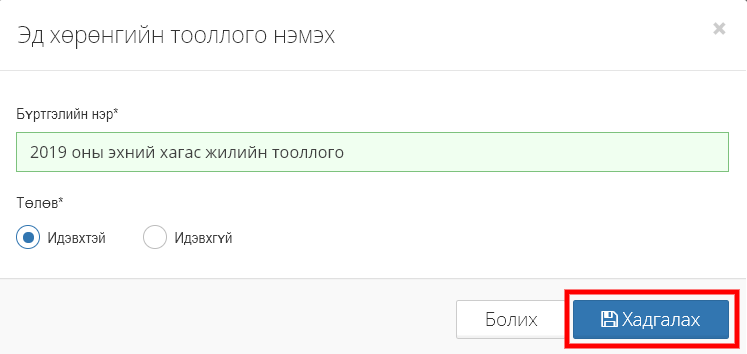 Эд хөрөнгийн тооллого нэмэх
Бүртгэлийн нэр*
2019 оны эхний хагас жилийн тооллого
Төлөв*
Идэвхтэй Идэвхгүй
Болих Хадгалах